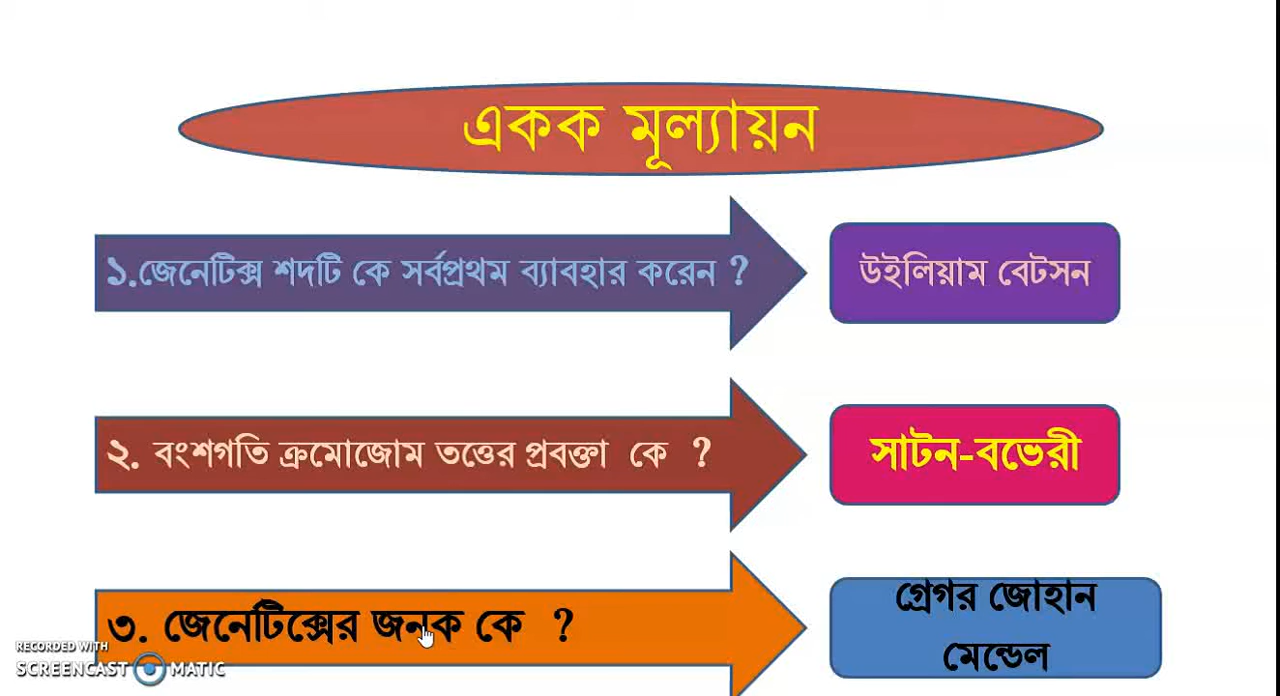 একক মূল্যায়ন
১.জেনেটিক্স শদটি কে সর্বপ্রথম ব্যাবহার করেন ?
উইলিয়াম বেটসন
২. বংশগতি ক্রমোজোম তত্তের প্রবক্তা কে ?
সাটন-বভেরী
৩. জেনেটিক্সের জনক কে ?
গ্রেগর জোহান
মেন্ডেল
RECORDED WITH
SCREENCAST MATIC